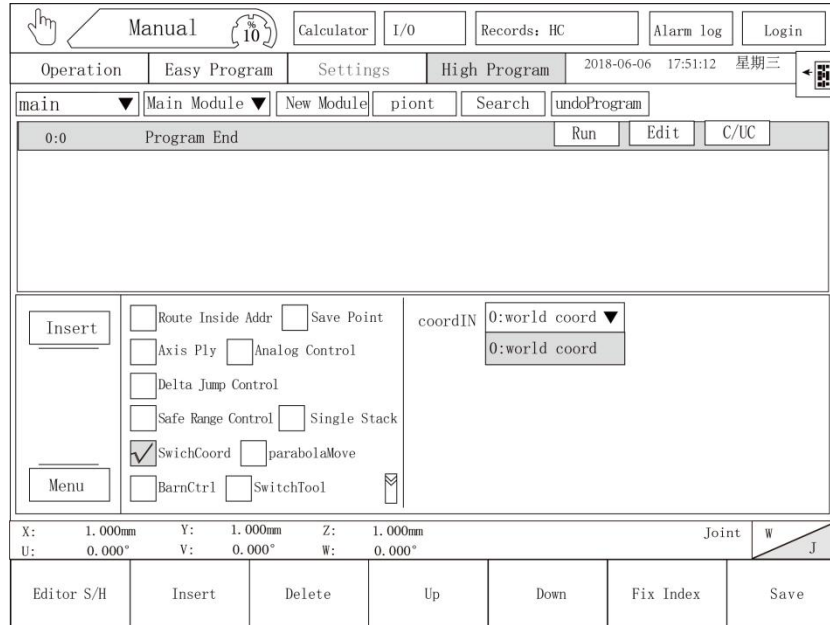 Manual % 10 Calculator I/O Records: HC Alarm log Login
Operation Easy Program Settings High Program 2018-06-06 17:51:12 星期三
main Main Module New Module piont Search undoProgram
0:0 Program End Run Edit C/UC
Insert
Menu
Route Inside Addr Save Point
Axis Ply Analog Control
Delta Jump Control
Safe Range Control Single Stack
SwichCoord parabolaMove
BarnCtrl SwitchTool
coordIN 0:world coord
0:world coord
X: 1.000mm Y: 1.000mm Z: 1.000mm Joint W J
U: 0.000° V: 0.000° W: 0.000°
Editor S/H Insert Delete Up Down Fix Index Save